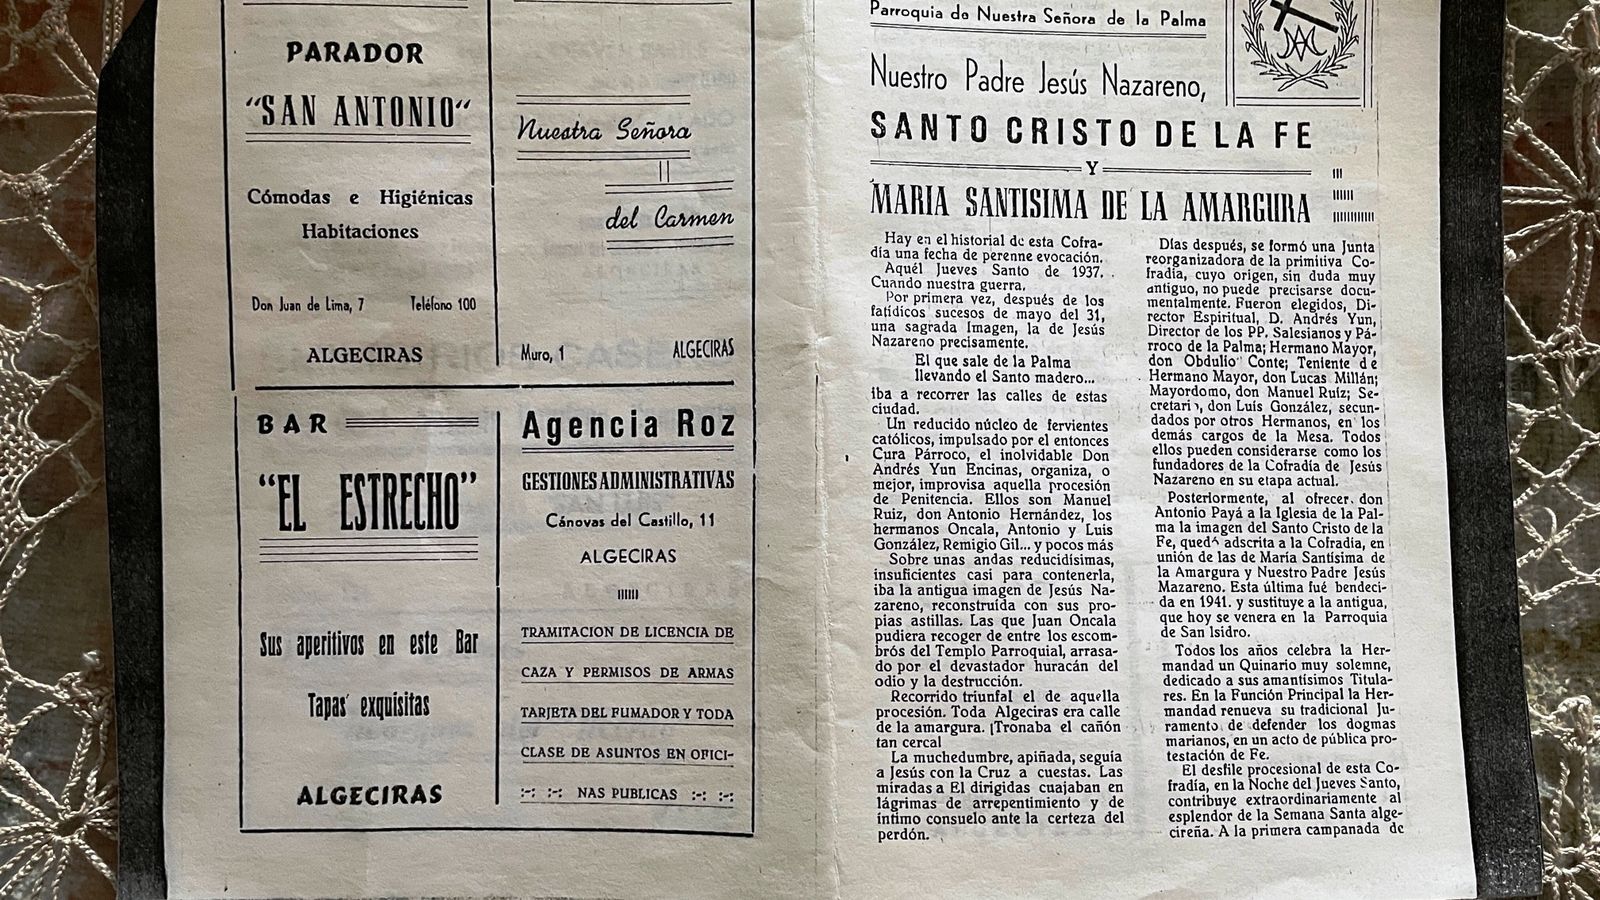 PARADOR
"SAN ANTONIO"
Cómodas e Higiénicas
Habitaciones
Don Juan de Lima, 7 Teléfono 100
ALGECIRAS
Nuestra Señora
del Carmen
Muro, 1 ALGECIRAS
BAR
"EL ESTRECHO"
Sus aperitivos en este Bar
Tapas exquisitas
ALGECIRAS
Agencia Roz
GESTIONES ADMINISTRATIVAS
Cánovas del Castillo, 11
ALGECIRAS
TRAMITACION DE LICENCIA DE
CAZA Y PERMISOS DE ARMAS
TARJETA DEL FUMADOR Y TODA
CLASE DE ASUNTOS EN OFICI-
:-: :-: NAS PUBLICAS :-: :-:
Parroquia de Nuestra Señora de la Palma
Nuestro Padre Jesús Nazareno,
SANTO CRISTO DE LA FE
Y
MARIA SANTISIMA DE LA AMARGURA
Hay en el historial de esta Cofra-
día una fecha de perenne evocación.
Aquél Jueves Santo de 1937.
Cuando nuestra guerra.
Por primera vez, después de los
fatídicos sucesos de mayo del 31,
una sagrada Imagen, la de Jesús
Nazareno precisamente.
El que sale de la Palma
llevando el Santo madero...
iba a recorrer las calles de estas
ciudad.
Un reducido núcleo de fervientes
católicos, impulsado por el entonces
Cura Párroco, el inolvidable Don
Andrés Yun Encinas, organiza, o
mejor, improvisa aquella procesión
de Penitencia. Ellos son Manuel
Ruiz, don Antonio Hernández, los
hermanos Oncala, Antonio y Luis
González, Remigio Gil... y pocos más
Sobre unas andas reducidísimas,
insuficientes casi para contenerla,
iba la antigua imagen de Jesús Na-
zareno, reconstruída con sus pro-
pias astillas. Las que Juan Oncala
pudiera recoger de entre los escom-
brós del Templo Parroquial, arrasa-
do por el devastador huracán del
odio y la destrucción.
Recorrido triunfal el de aquella
procesión. Toda Algeciras era calle
de la amargura. ¡Tronaba el cañón
tan cerca!
La muchedumbre, apiñada, seguía
a Jesús con la Cruz a cuestas. Las
miradas a El dirigidas cuajaban en
lágrimas de arrepentimiento y de
íntimo consuelo ante la certeza del
perdón.
Días después, se formó una Junta
reorganizadora de la primitiva Co-
fradía, cuyo origen, sin duda muy
antiguo, no puede precisarse docu-
mentalmente. Fueron elegidos, Di-
rector Espiritual, D. Andrés Yun,
Director de los PP. Salesianos y Pá-
rroco de la Palma; Hermano Mayor,
don Obdulio Conte; Teniente de
Hermano Mayor, don Lucas Millán;
Mayordomo, don Manuel Ruiz; Se-
cretari, don Luis González, secun-
dados por otros Hermanos, en los
demás cargos de la Mesa. Todos
ellos pueden considerarse como los
fundadores de la Cofradía de Jesús
Nazareno en su etapa actual.
Posteriormente, al ofrecer don
Antonio Payá a la Iglesia de la Pal-
ma la imagen del Santo Cristo de la
Fe, quedó adscrita a la Cofradia, en
unión de las de María Santísima de
la Amargura y Nuestro Padre Jesús
Mazareno. Esta última fué bendeci-
da en 1941. y sustituye a la antigua,
que hoy se venera en la Parroquia
de San Isidro.
Todos los años celebra la Her-
mandad un Quinario muy solemne,
dedicado a sus amantísimos Titula-
res. En la Función Principal la Her-
mandad renueva su tradicional Ju-
ramento de defender los dogmas
marianos, en un acto de pública pro-
testación de Fe.
El desfile procesional de esta Co-
fradía, en la Noche del Jueves Santo,
contribuye extraordinariamente al
esplendor de la Semana Santa alge-
cireña. A la primera campanada de